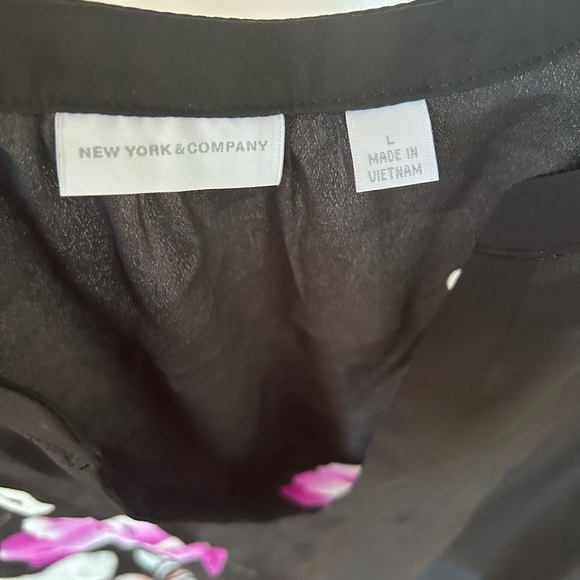 NEW YORK & COMPANY
L
MADE IN
VIETNAM